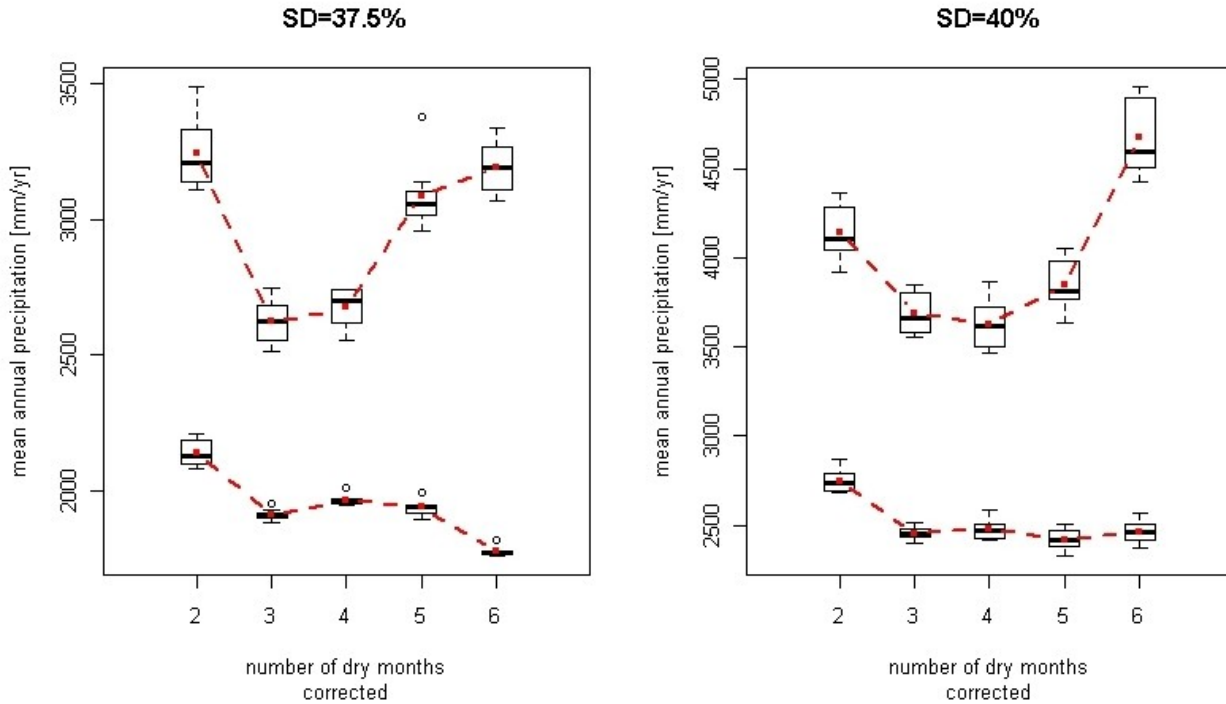 SD=37.5%
mean annual precipitation [mm/yr]
3500
3000
2500
2000
2 3 4 5 6
number of dry months
corrected
SD=40%
mean annual precipitation [mm/yr]
5000
4500
4000
3500
3000
2500
2 3 4 5 6
number of dry months
corrected